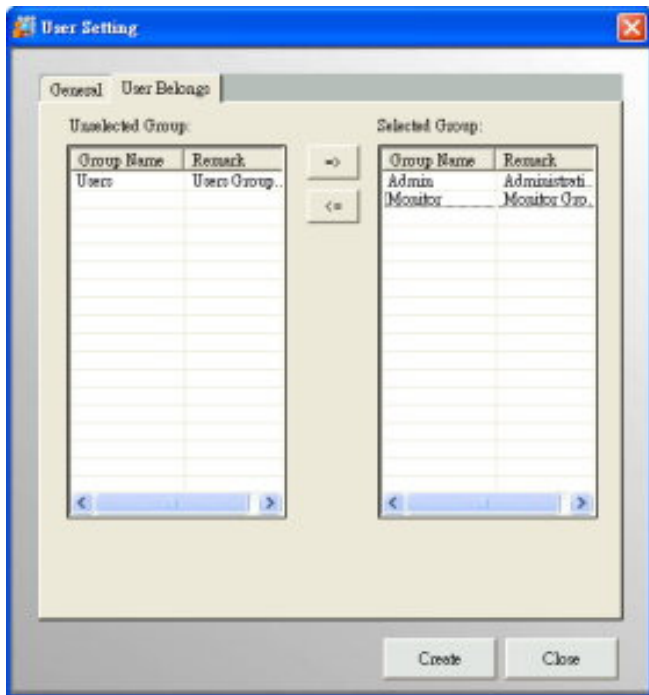 User Setting
General User Belongs
Unselected Group:
Group Name Remark
Users Users Group..
=>
<=
Selected Group:
Group Name Remark
Admin Administrati..
Monitor Monitor Gro..
Create Close